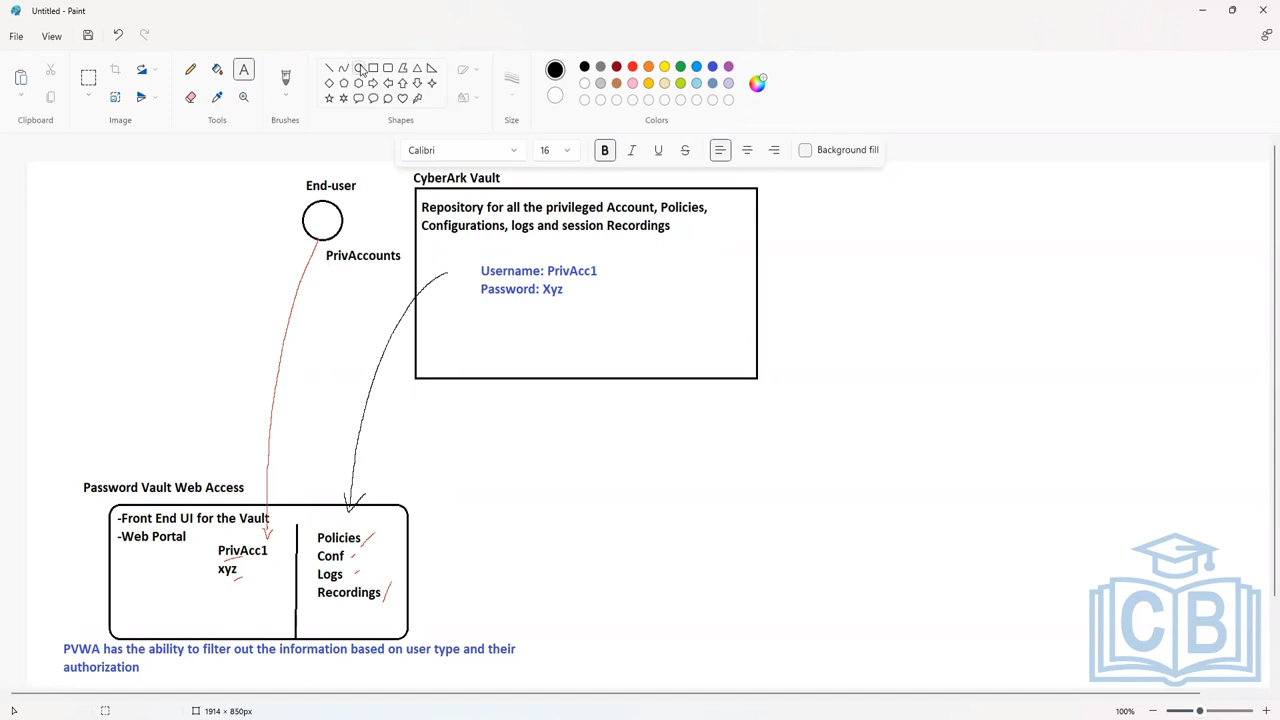 Untitled - Paint
File
View
Clipboard
Image
Tools
Brushes
Shapes
Size
Colors
Calibri
16
B
I
U
S
Background fill
End-user
PrivAccounts
CyberArk Vault
Repository for all the privileged Account, Policies,
Configurations, logs and session Recordings
Username: PrivAcc1
Password: Xyz
Password Vault Web Access
-Front End UI for the Vault
-Web Portal
PrivAcc1
xyz
Policies
Conf
Logs
Recordings
PVWA has the ability to filter out the information based on user type and their
authorization
CB
1914 × 850px
100%